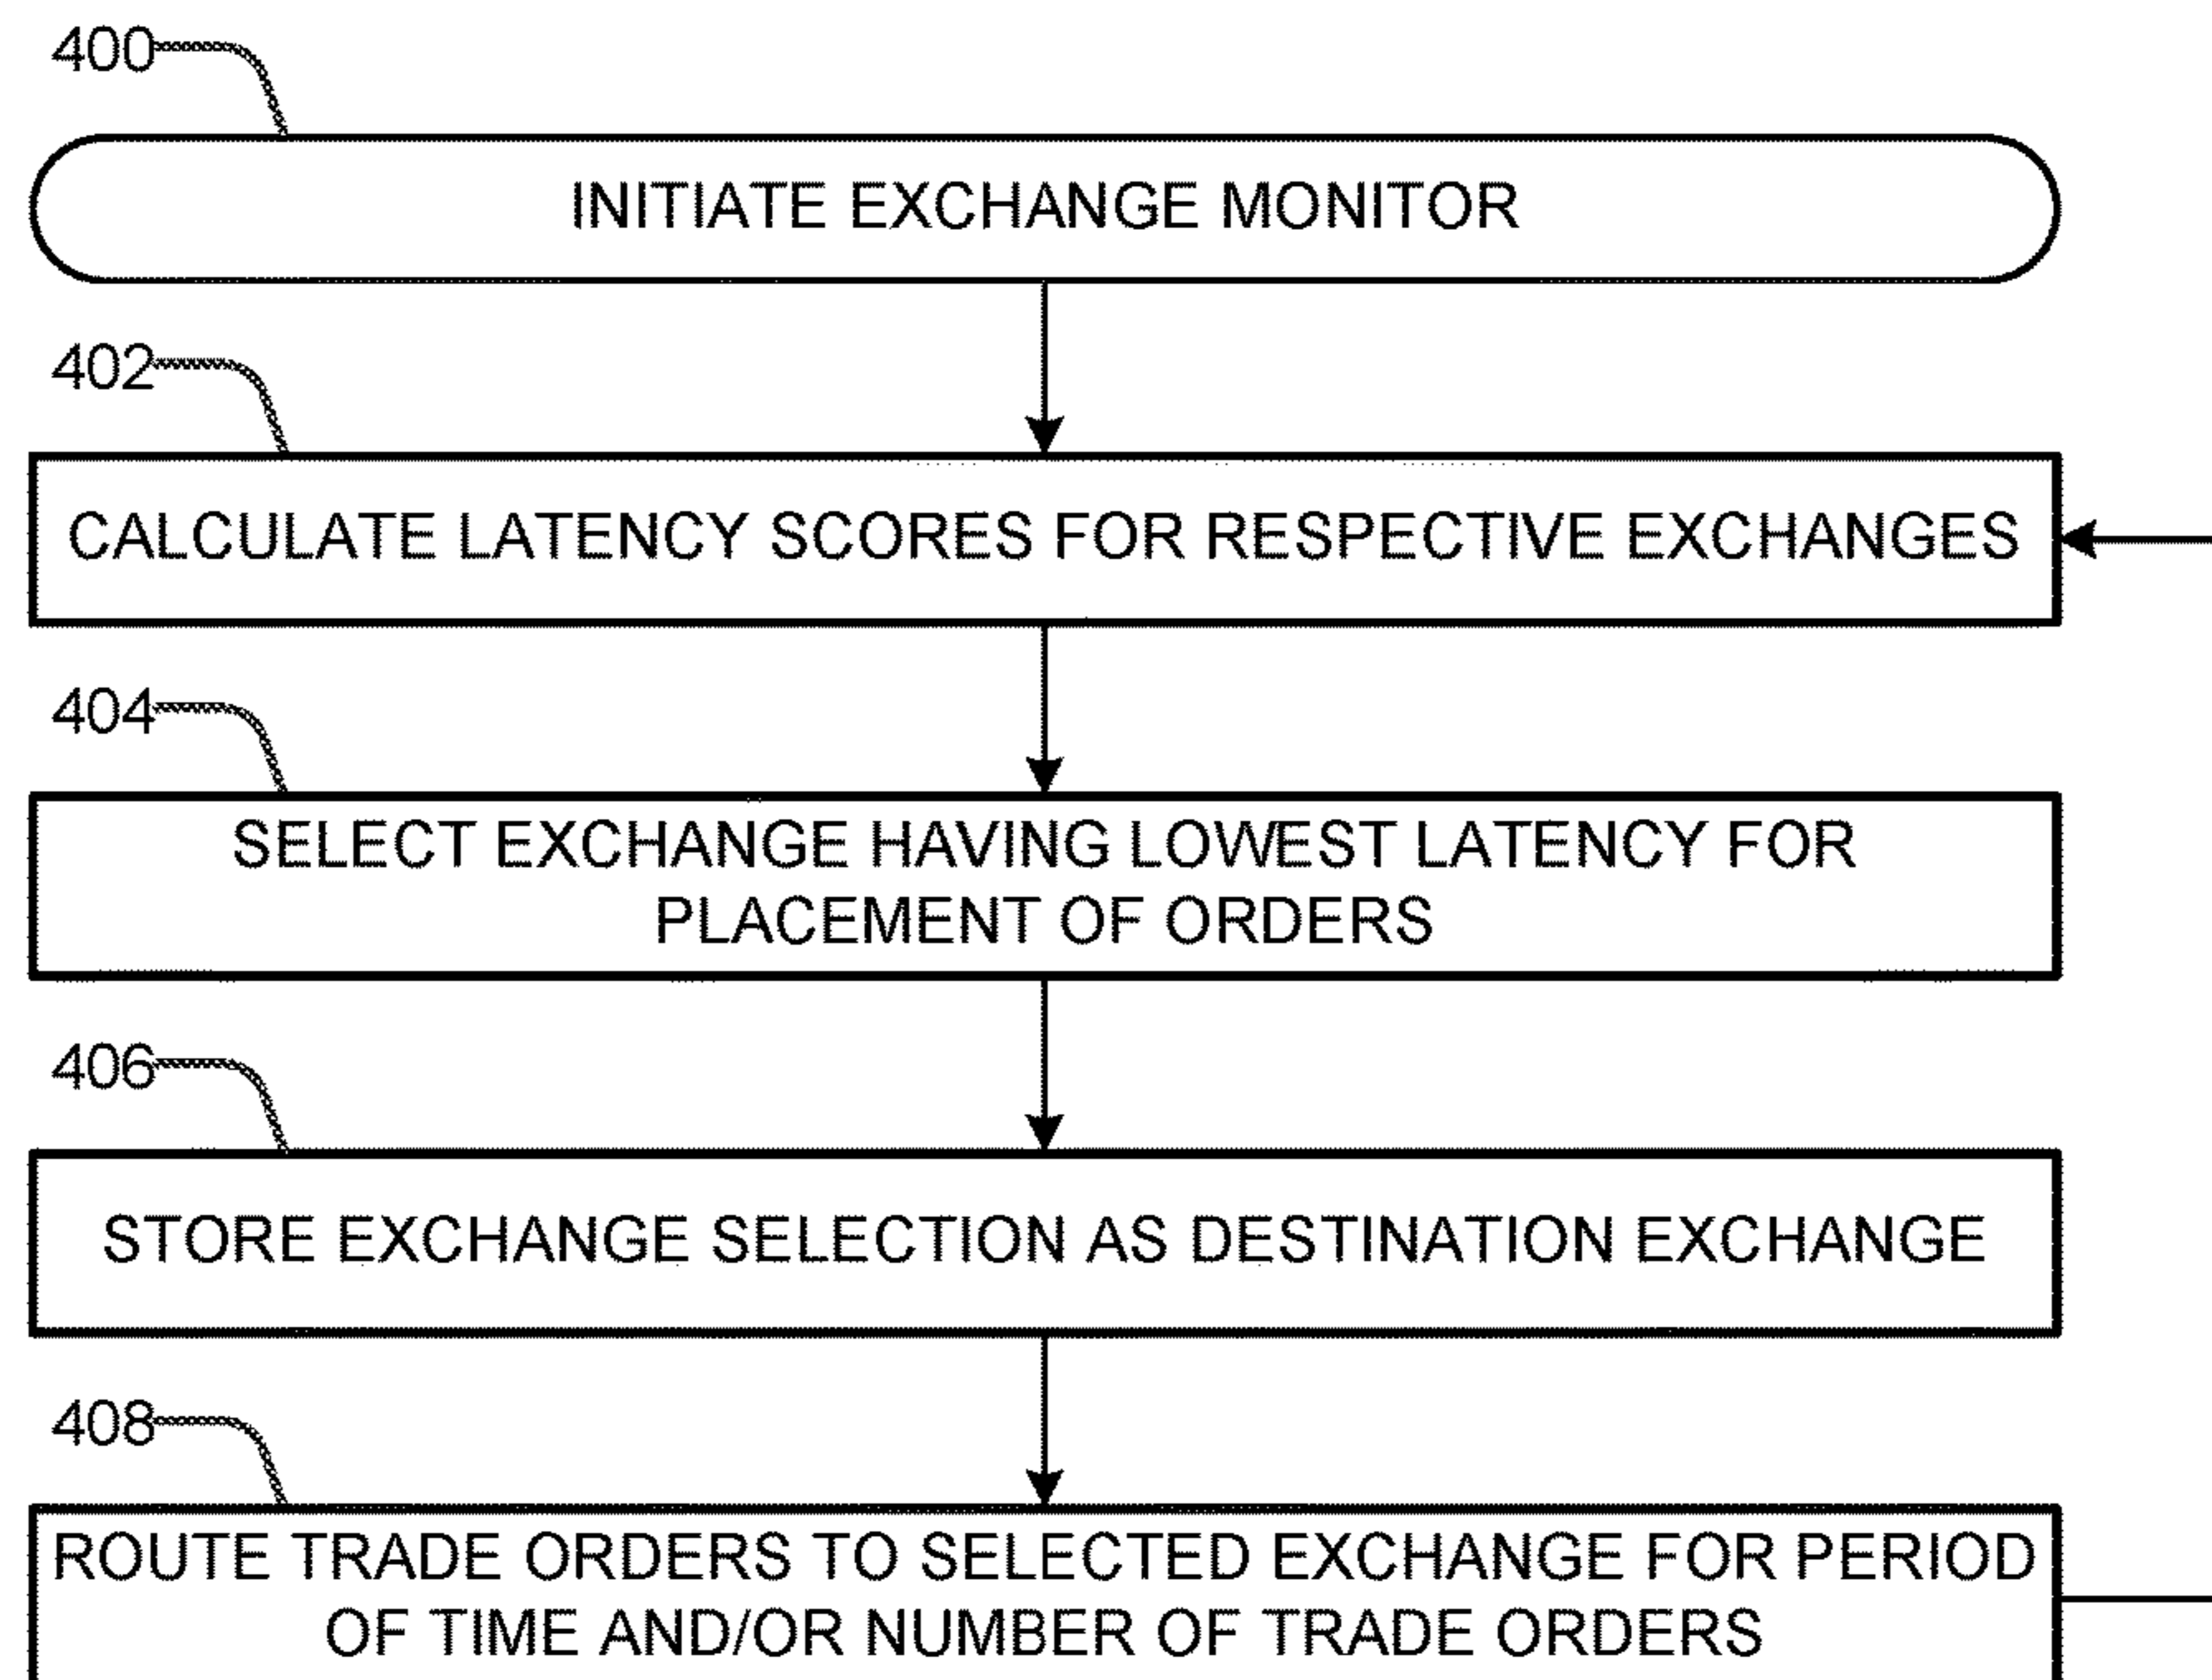 400
INITIATE EXCHANGE MONITOR
402
CALCULATE LATENCY SCORES FOR RESPECTIVE EXCHANGES
404
SELECT EXCHANGE HAVING LOWEST LATENCY FOR
PLACEMENT OF ORDERS
406
STORE EXCHANGE SELECTION AS DESTINATION EXCHANGE
408
ROUTE TRADE ORDERS TO SELECTED EXCHANGE FOR PERIOD
OF TIME AND/OR NUMBER OF TRADE ORDERS